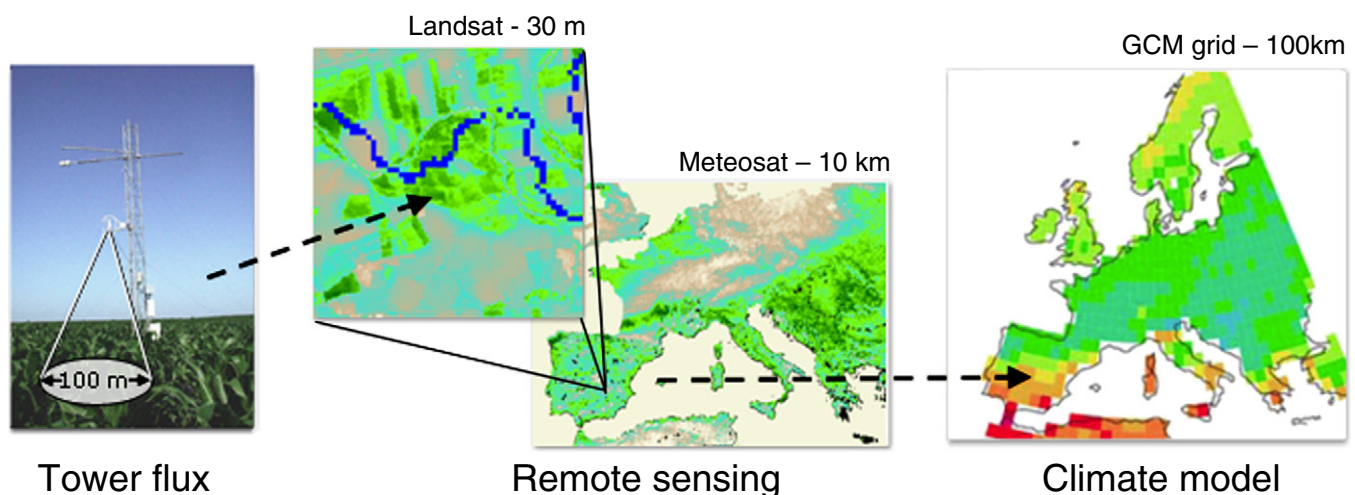 Landsat - 30 m
GCM grid – 100km
Meteosat – 10 km
100 m
Tower flux
Remote sensing
Climate model